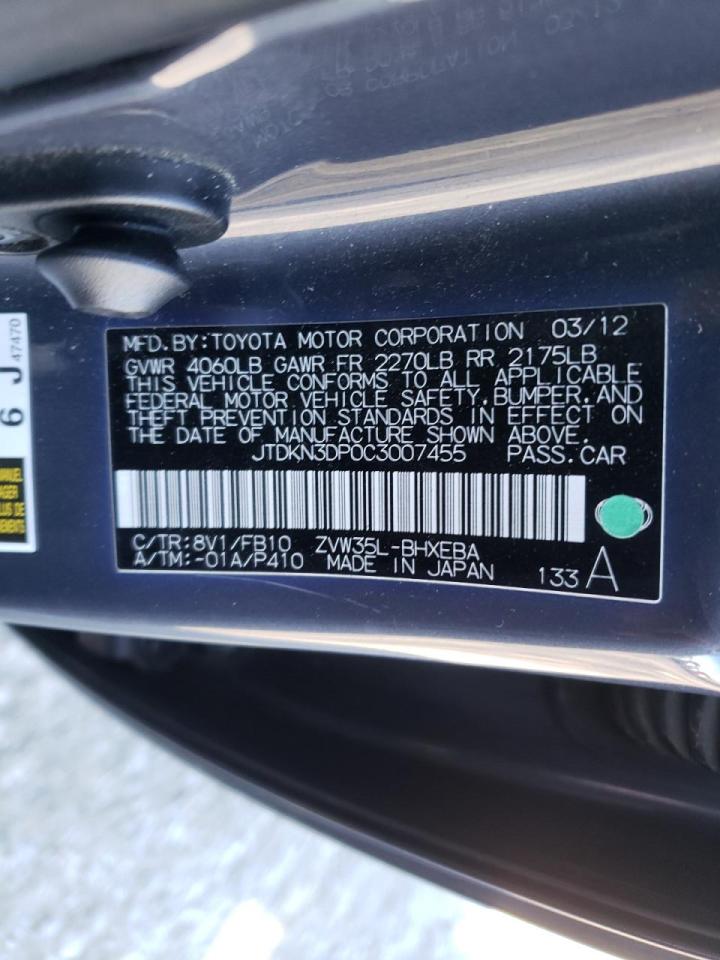 MFD.BY:TOYOTA MOTOR CORPORATION 03/12
GVWR 4060LB GAWR FR 2270LB RR 2175LB
THIS VEHICLE CONFORMS TO ALL APPLICABLE
FEDERAL MOTOR VEHICLE SAFETY,BUMPER,AND
THEFT PREVENTION STANDARDS IN EFFECT ON
THE DATE OF MANUFACTURE SHOWN ABOVE.
JTDKN3DP0C3007455 PASS.CAR
C/TR:8V1/FB10 ZVW35L-BHXEBA
A/TM:-01A/P410 MADE IN JAPAN 133 A
6 J
47470